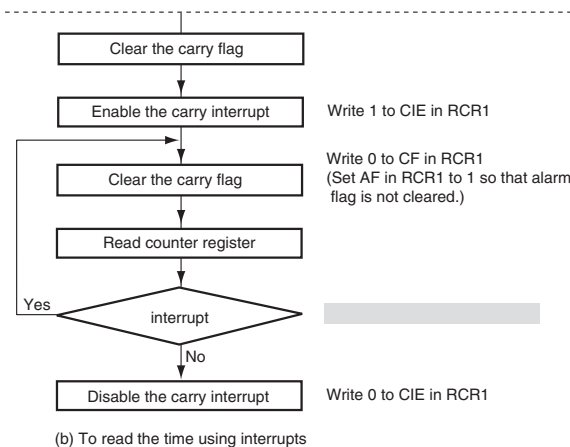 Clear the carry flag
Enable the carry interrupt
Write 1 to CIE in RCR1
Write 0 to CF in RCR1
Clear the carry flag
(Set AF in RCR1 to 1 so that alarm
flag is not cleared.)
Read counter register
Yes
interrupt
No
Disable the carry interrupt
Write 0 to CIE in RCR1
(b) To read the time using interrupts